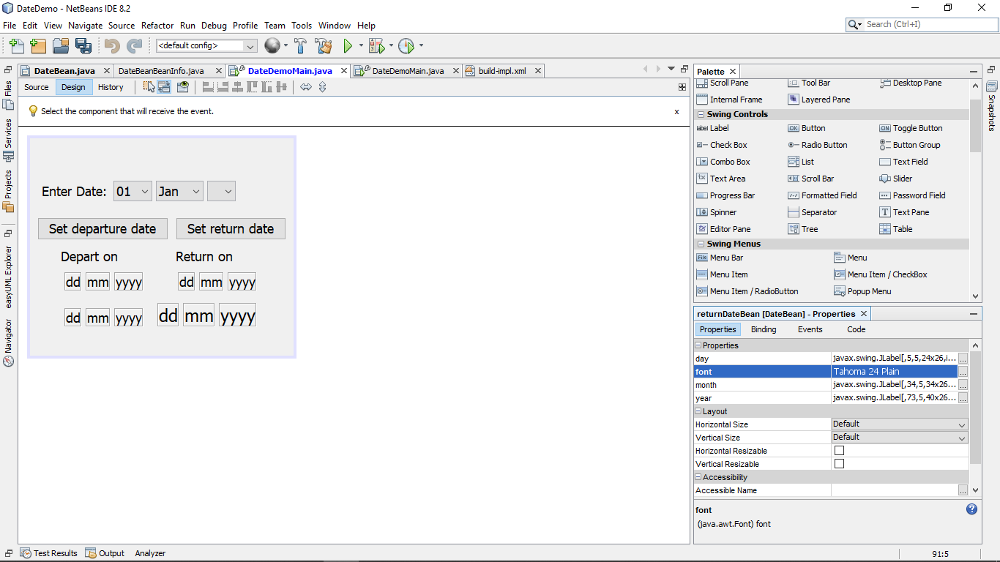 DateDemo - NetBeans IDE 8.2
File Edit View Navigate Source Refactor Run Debug Profile Team Tools Window Help
Search (Ctrl+I)
<default config>
DateBean.java DateBeanBeanInfo.java DateDemoMain.java DateDemoMain.java build-impl.xml
Source Design History
Select the component that will receive the event. x
Files
Services
Projects
easyUML Explorer
Navigator
Enter Date: 01 Jan
Set departure date Set return date
Depart on Return on
dd mm yyyy dd mm yyyy
dd mm yyyy dd mm yyyy
Palette
Scroll Pane Tool Bar Desktop Pane
Internal Frame Layered Pane
Swing Controls
label Label OK Button ON Toggle Button
Check Box Radio Button Button Group
Combo Box List Text Field
Text Area Scroll Bar Slider
Progress Bar Formatted Field Password Field
Spinner Separator Text Pane
Editor Pane Tree Table
Swing Menus
File Menu Bar Menu
Menu Item Menu Item / CheckBox
Menu Item / RadioButton Popup Menu
Snapshots
returnDateBean [DateBean] - Properties
Properties Binding Events Code
Properties
day javax.swing.JLabel[,5,5,24x26,i... ...
font Tahoma 24 Plain ...
month javax.swing.JLabel[,34,5,34x26... ...
year javax.swing.JLabel[,73,5,40x26... ...
Layout
Horizontal Size Default
Vertical Size Default
Horizontal Resizable
Vertical Resizable
Accessibility
Accessible Name ...
font
(java.awt.Font) font
Test Results Output Analyzer
91:5